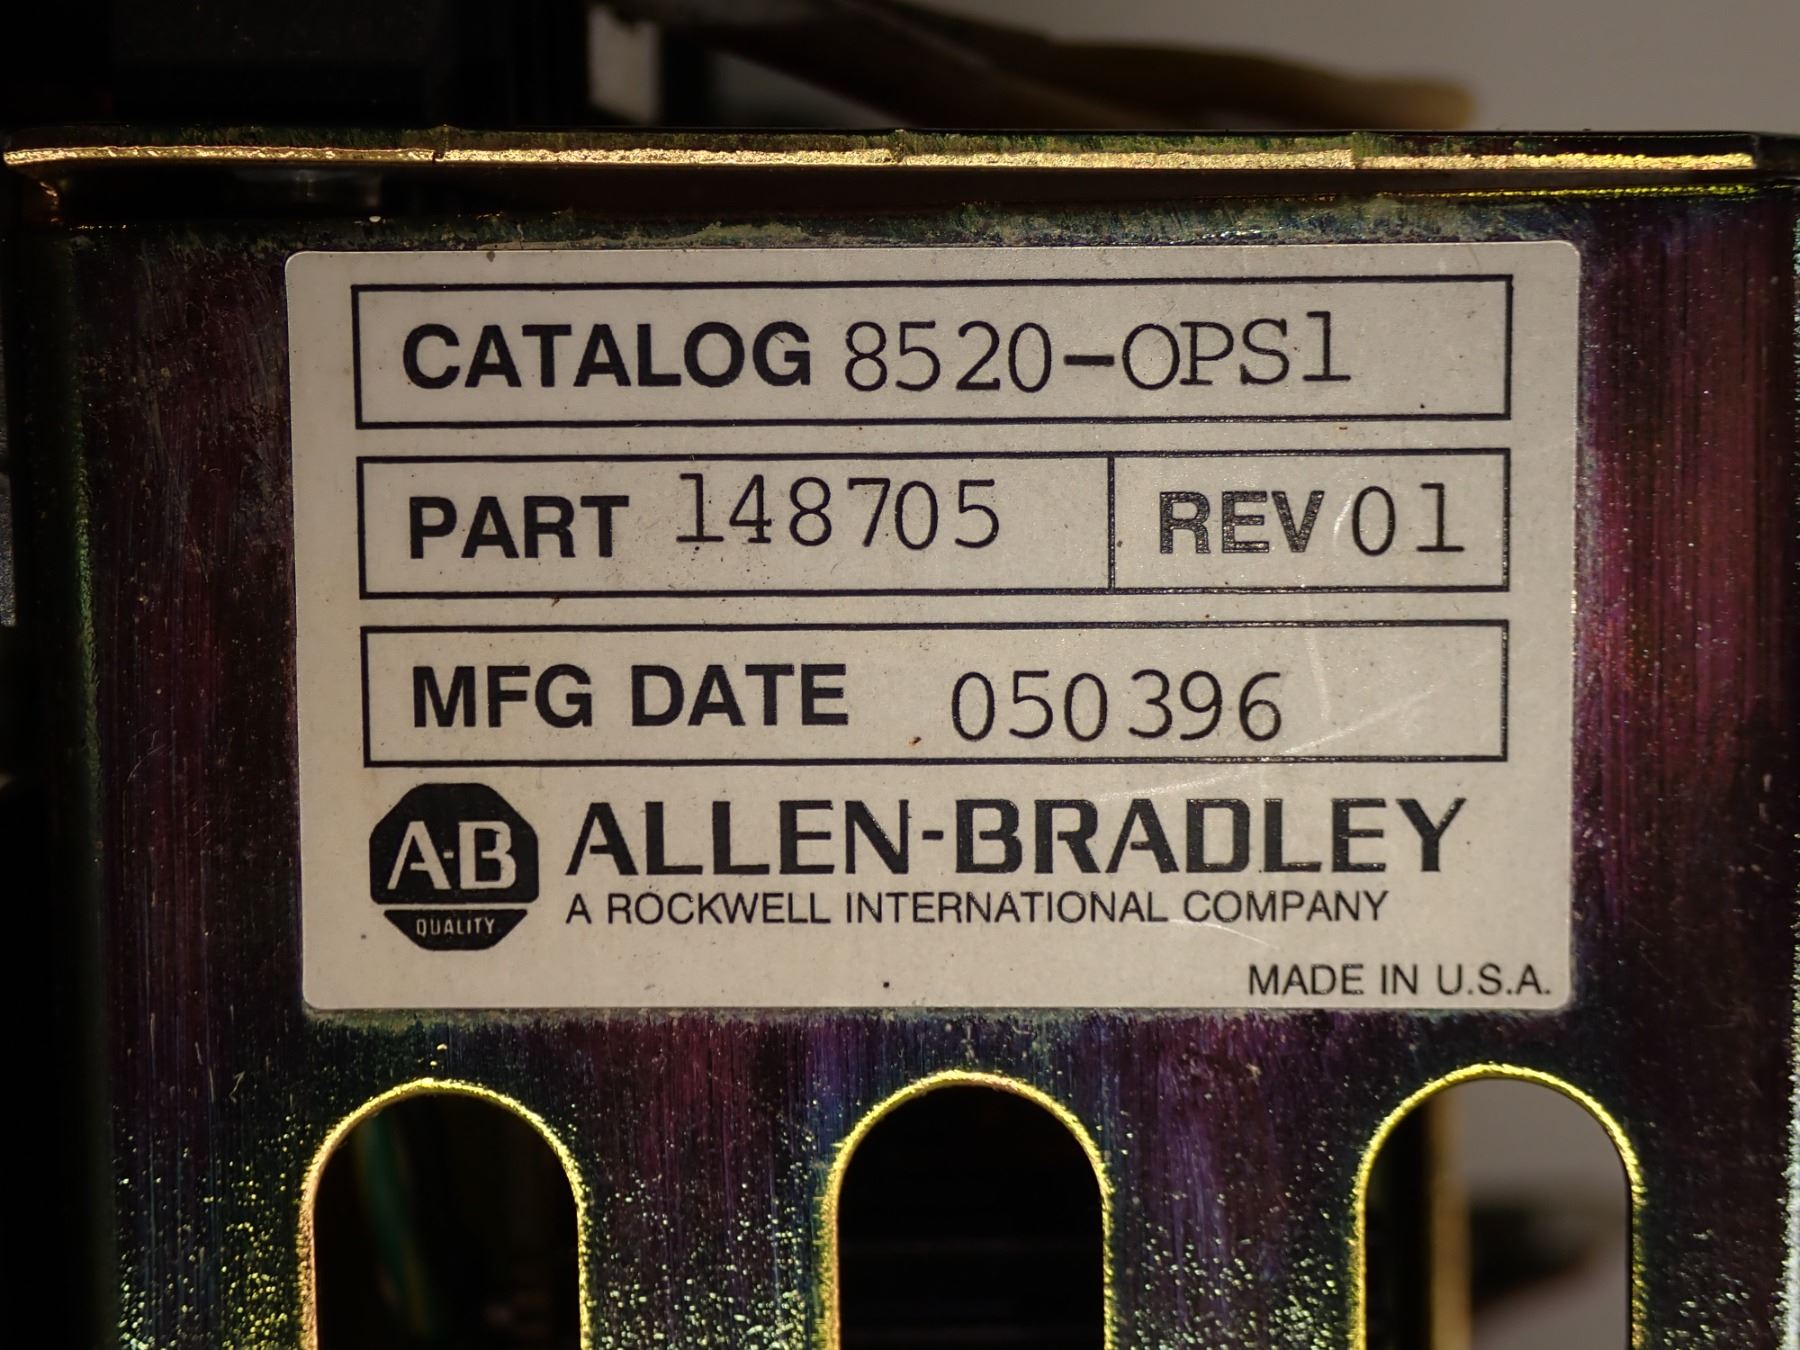 CATALOG 8520-OPS1
PART 148705 REV 01
MFG DATE 050396
A-B QUALITY
ALLEN-BRADLEY
A ROCKWELL INTERNATIONAL COMPANY
MADE IN U.S.A.